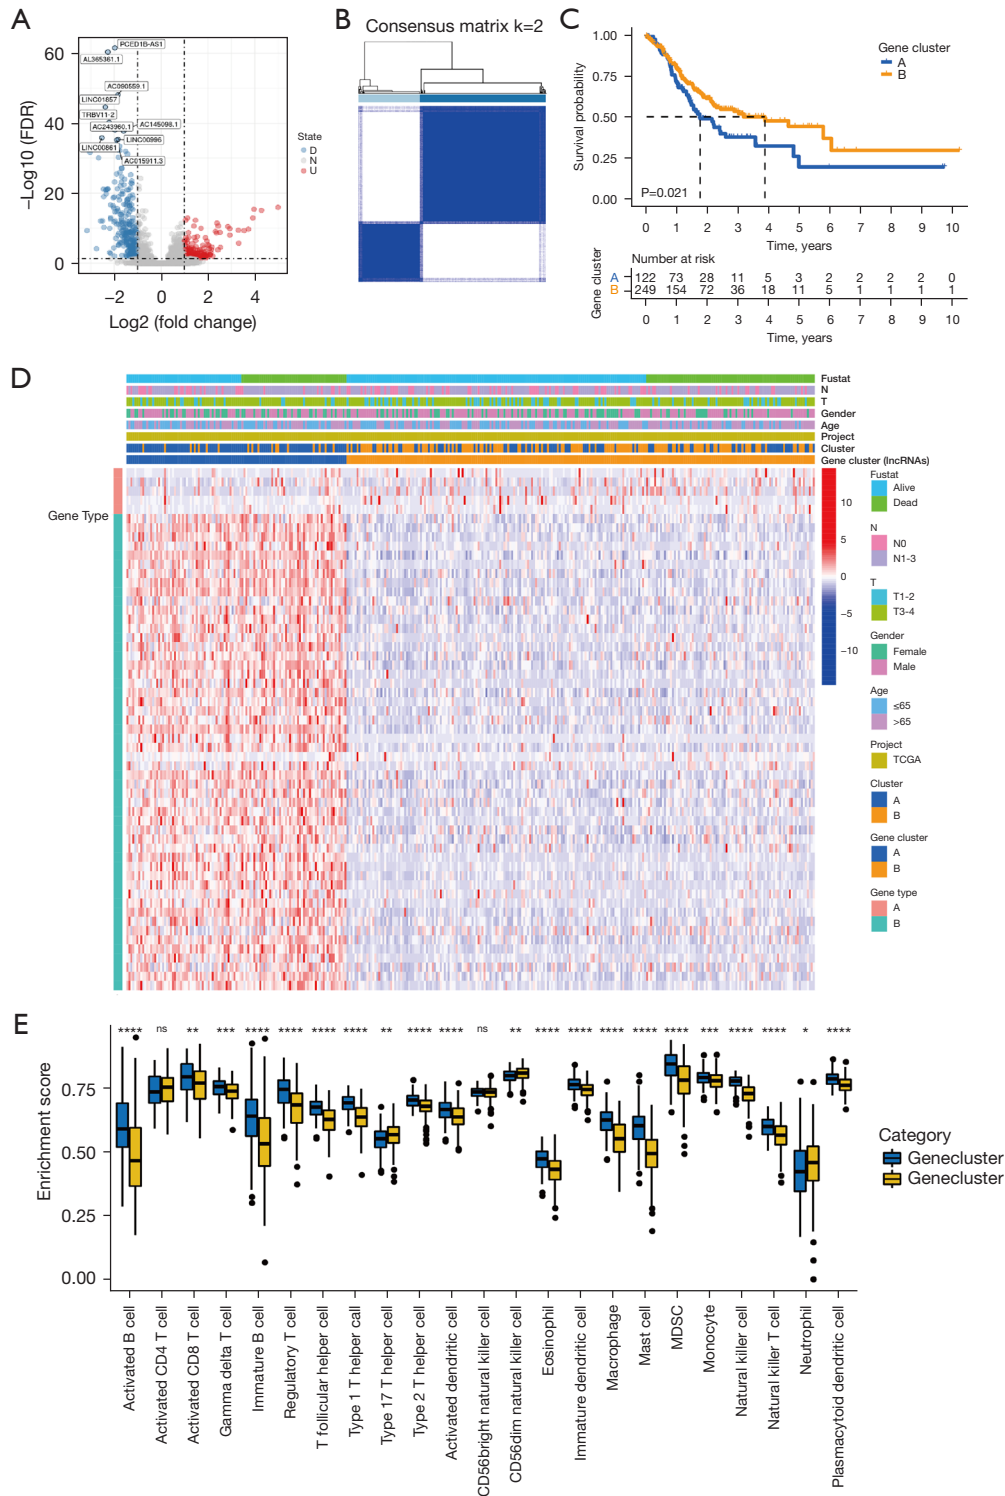 A
−Log10 (FDR)
60
40
20
0
PCED1B-AS1
AL365361.1
AC090559.1
LINC01857
TRBV11-2
AC243960.1
AC145098.1
LINC00996
LINC00861
AC015911.3
−2 0 2 4
Log2 (fold change)
State
D
N
U
B
Consensus matrix k=2
C
Survival probability
1.00
0.75
0.50
0.25
0.00
P=0.021
Gene cluster
A
B
0 1 2 3 4 5 6 7 8 9 10
Time, years
Number at risk
Gene cluster
A 122 73 28 11 5 3 2 2 2 2 0
B 249 154 72 36 18 11 5 1 1 1 1
0 1 2 3 4 5 6 7 8 9 10
Time, years
D
Fustat
N
T
Gender
Age
Project
Cluster
Gene cluster (lncRNAs)
Gene Type
10
5
0
−5
−10
Fustat
Alive
Dead
N
N0
N1-3
T
T1-2
T3-4
Gender
Female
Male
Age
≤65
>65
Project
TCGA
Cluster
A
B
Gene cluster
A
B
Gene type
A
B
E
Enrichment score
0.75
0.50
0.25
0.00
**** ns ** *** **** **** **** **** ** **** **** ns ** **** **** **** **** **** *** **** **** * ****
Activated B cell
Activated CD4 T cell
Activated CD8 T cell
Gamma delta T cell
Immature B cell
Regulatory T cell
T follicular helper cell
Type 1 T helper call
Type 17 T helper cell
Type 2 T helper cell
Activated dendritic cell
CD56bright natural killer cell
CD56dim natural killer cell
Eosinophil
Immature dendritic cell
Macrophage
Mast cell
MDSC
Monocyte
Natural killer cell
Natural killer T cell
Neutrophil
Plasmacytoid dendritic cell
Category
Genecluster
Genecluster